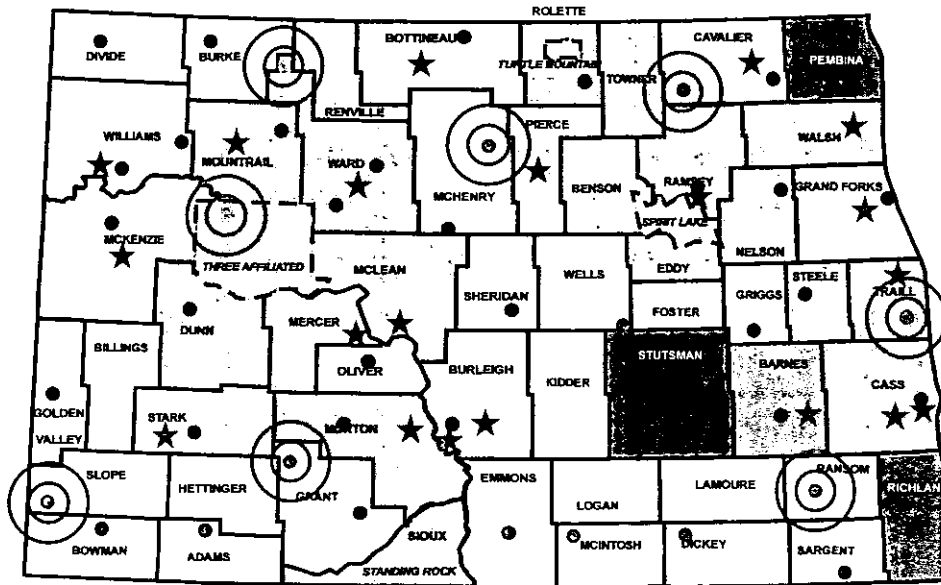 ROLETTE
DIVIDE
BURKE
BOTTINEAU
CAVALIER
PEMBINA
TURTLE MOUNTAIN
TOWNER
RENVILLE
PIERCE
WILLIAMS
MOUNTRAIL
WARD
MCHENRY
BENSON
RAMSEY
WALSH
GRAND FORKS
SPIRIT LAKE
NELSON
MCKENZIE
THREE AFFILIATED
MCLEAN
SHERIDAN
WELLS
EDDY
STEELE
TRAILL
GRIGGS
FOSTER
DUNN
MERCER
BILLINGS
OLIVER
BURLEIGH
KIDDER
STUTSMAN
BARNES
CASS
GOLDEN
VALLEY
STARK
MORTON
SLOPE
HETTINGER
GRANT
EMMONS
LOGAN
LAMOURE
RANSOM
RICHLAN
BOWMAN
ADAMS
SIOUX
STANDING ROCK
MCINTOSH
DICKEY
SARGENT